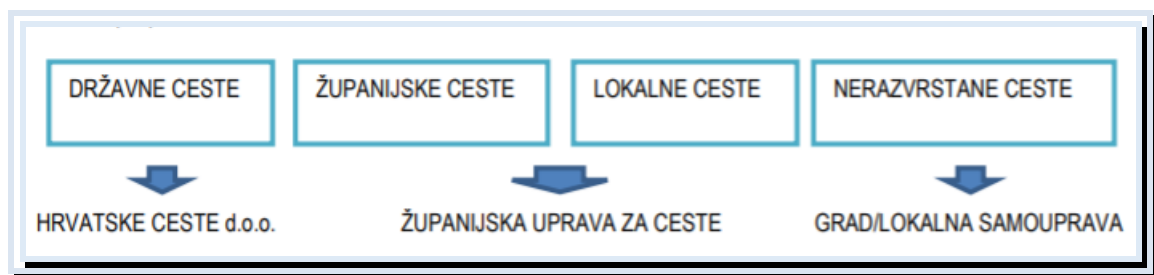 DRŽAVNE CESTE
ŽUPANIJSKE CESTE
LOKALNE CESTE
NERAZVRSTANE CESTE
HRVATSKE CESTE d.o.o.
ŽUPANIJSKA UPRAVA ZA CESTE
GRAD/LOKALNA SAMOUPRAVA